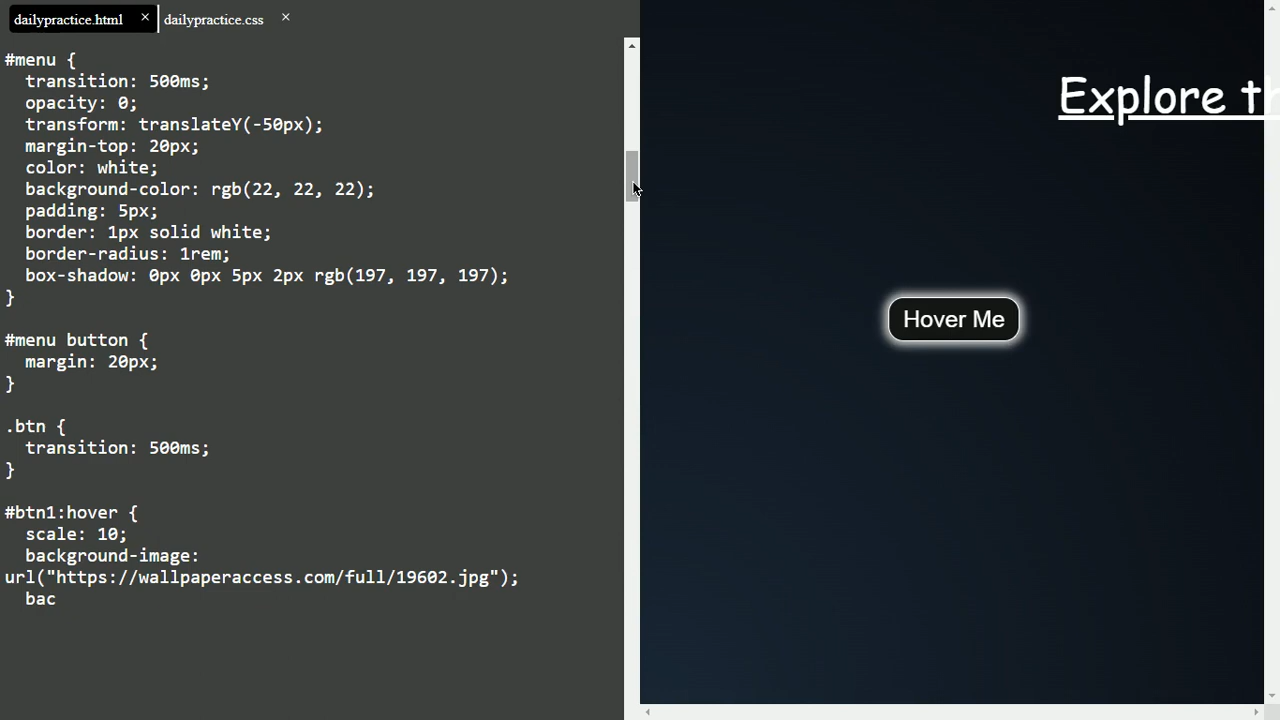 dailypractice.html × dailypractice.css ×
#menu {
transition: 500ms;
opacity: 0;
transform: translateY(-50px);
margin-top: 20px;
color: white;
background-color: rgb(22, 22, 22);
padding: 5px;
border: 1px solid white;
border-radius: 1rem;
box-shadow: 0px 0px 5px 2px rgb(197, 197, 197);
}
#menu button {
margin: 20px;
}
.btn {
transition: 500ms;
}
#btn1:hover {
scale: 10;
background-image:
url("https://wallpaperaccess.com/full/19602.jpg");
bac
Explore th
Hover Me